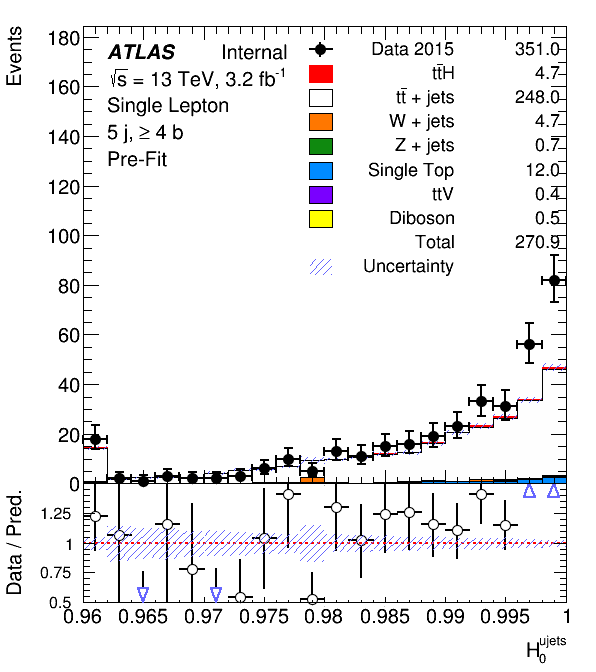 Events
180
160
140
120
100
80
60
40
20
0
ATLAS Internal
√s = 13 TeV, 3.2 fb⁻¹
Single Lepton
5 j, ≥ 4 b
Pre-Fit
Data 2015 351.0
tt̄H 4.7
tt̄ + jets 248.0
W + jets 4.7
Z + jets 0.7
Single Top 12.0
ttV 0.4
Diboson 0.5
Total 270.9
Uncertainty
Data / Pred.
1.25
1
0.75
0.5
0.96 0.965 0.97 0.975 0.98 0.985 0.99 0.995 1
H₀ᵘʲᵉᵗˢ